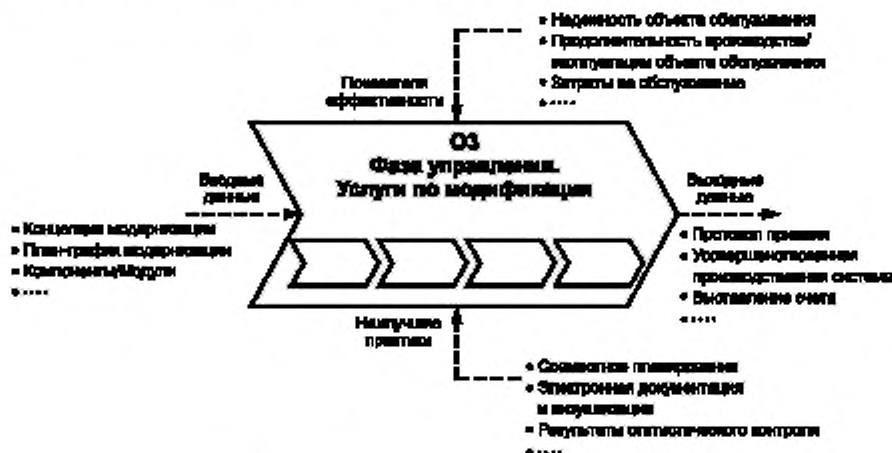 • Надежность объекта обслуживания
• Продолжительность производства/
эксплуатации объекта обслуживания
• Затраты на обслуживание
• ....
Показатели
эффективности
О3
Фаза управления.
Услуги по модификации
Вводные
данные
• Концепция модернизации
• План-график модернизации
• Компоненты/Модули
• ....
Выходные
данные
• Протокол приемки
• Усовершенствованная
производственная система
• Выставление счета
• ....
Наилучшие
практики
• Совместное планирование
• Электронная документация
и визуализация
• Результаты оптического контроля
• ....